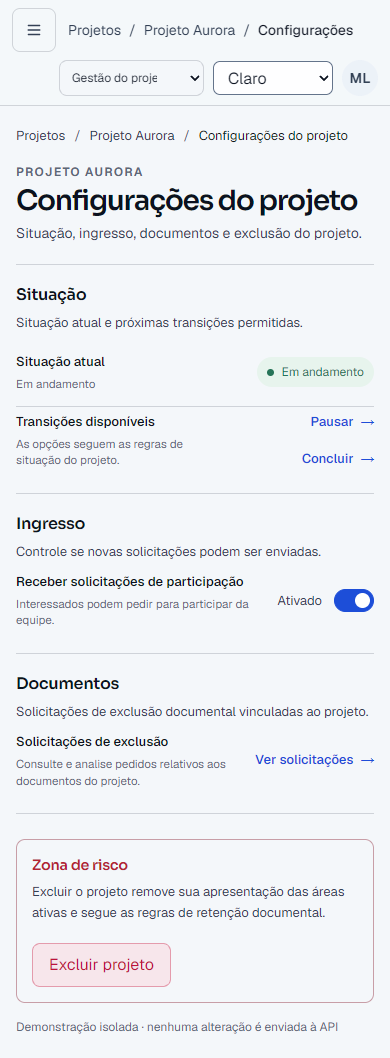 Projetos / Projeto Aurora / Configurações
Gestão do proje
Claro
ML
Projetos / Projeto Aurora / Configurações do projeto
PROJETO AURORA
Configurações do projeto
Situação, ingresso, documentos e exclusão do projeto.
Situação
Situação atual e próximas transições permitidas.
Situação atual
Em andamento
Em andamento
Transições disponíveis
As opções seguem as regras de
situação do projeto.
Pausar →
Concluir →
Ingresso
Controle se novas solicitações podem ser enviadas.
Receber solicitações de participação
Interessados podem pedir para participar da
equipe.
Ativado
Documentos
Solicitações de exclusão documental vinculadas ao projeto.
Solicitações de exclusão
Consulte e analise pedidos relativos aos
documentos do projeto.
Ver solicitações →
Zona de risco
Excluir o projeto remove sua apresentação das áreas
ativas e segue as regras de retenção documental.
Excluir projeto
Demonstração isolada · nenhuma alteração é enviada à API